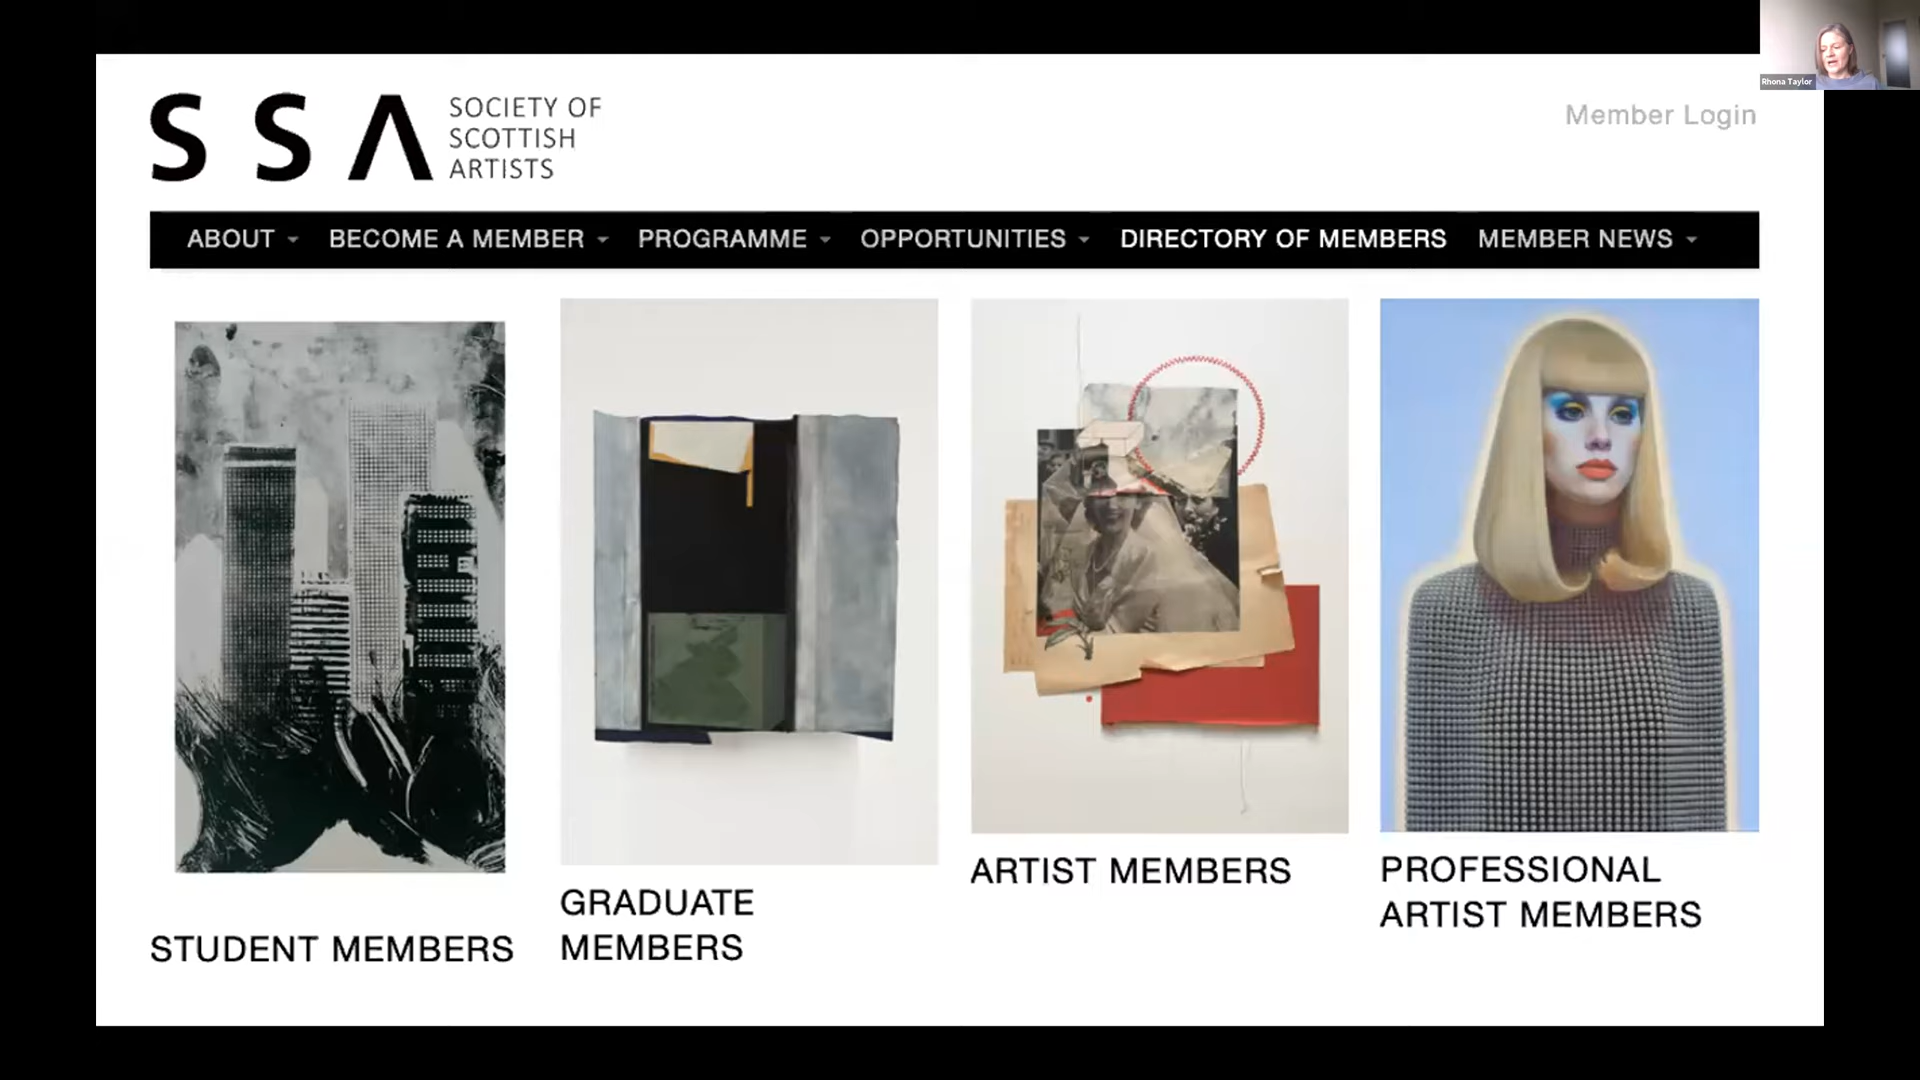 Rhona Taylor
S S A
SOCIETY OF
SCOTTISH
ARTISTS
Member Login
ABOUT BECOME A MEMBER PROGRAMME OPPORTUNITIES DIRECTORY OF MEMBERS MEMBER NEWS
STUDENT MEMBERS
GRADUATE
MEMBERS
ARTIST MEMBERS
PROFESSIONAL
ARTIST MEMBERS